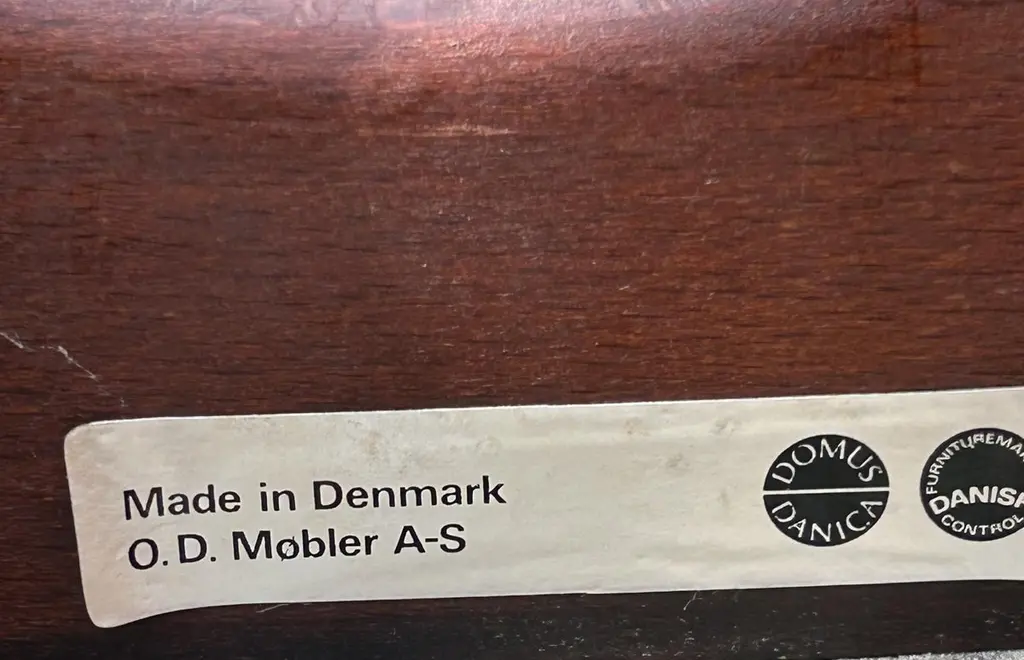 Made in Denmark
O. D. Møbler A-S
DOMUS
DANICA
DANISH
CONTROL